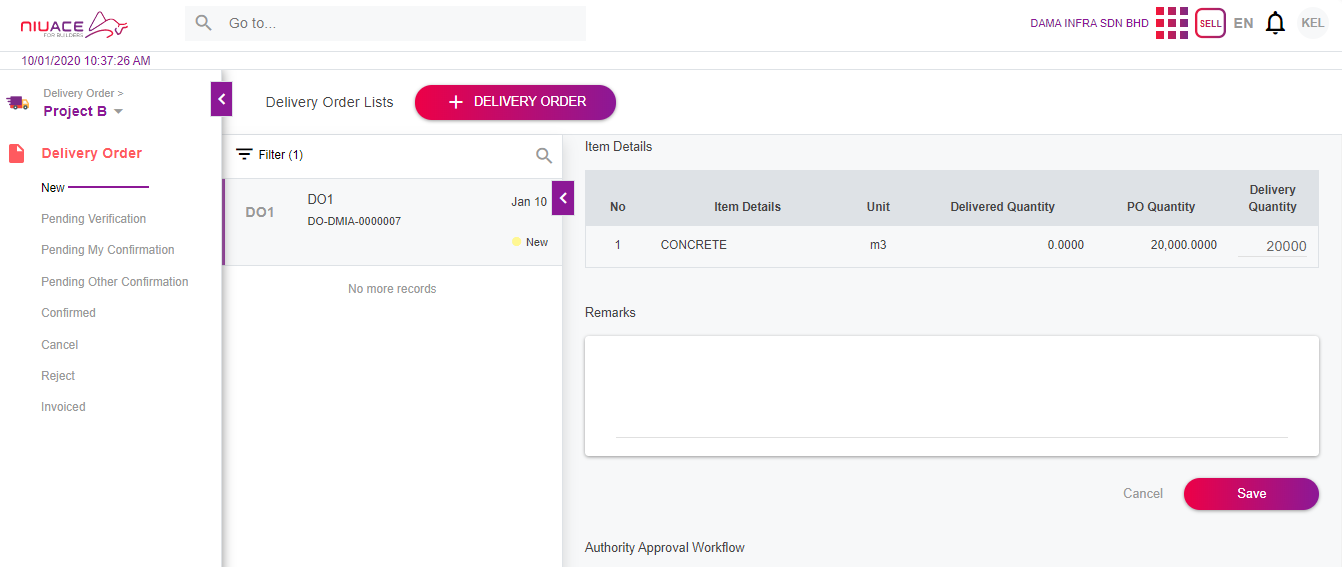 NIUACE
FOR BUILDERS
Go to...
DAMA INFRA SDN BHD
SELL
EN
KEL
10/01/2020 10:37:26 AM
Delivery Order >
Project B
Delivery Order Lists
+ DELIVERY ORDER
Delivery Order
New
Pending Verification
Pending My Confirmation
Pending Other Confirmation
Confirmed
Cancel
Reject
Invoiced
Filter (1)
DO1
DO1
Jan 10
DO-DMIA-0000007
New
No more records
Item Details
No Item Details Unit Delivered Quantity PO Quantity Delivery Quantity
1 CONCRETE m3 0.0000 20,000.0000 20000
Remarks
Cancel Save
Authority Approval Workflow